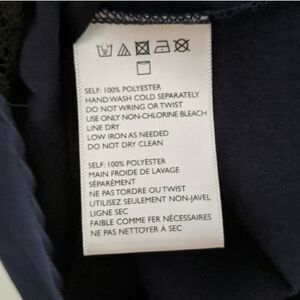 SELF: 100% POLYESTER
HAND WASH COLD SEPARATELY
DO NOT WRING OR TWIST
USE ONLY NON-CHLORINE BLEACH
LINE DRY
LOW IRON AS NEEDED
DO NOT DRY CLEAN
SELF: 100% POLYÉSTER
MAIN FROIDE DE LAVAGE
SÉPARÉMENT
NE PAS TORDRE OU TWIST
UTILISEZ SEULEMENT NON-JAVEL
LIGNE SEC
FAIBLE COMME FER NÉCESSAIRES
NE PAS NETTOYER À SEC